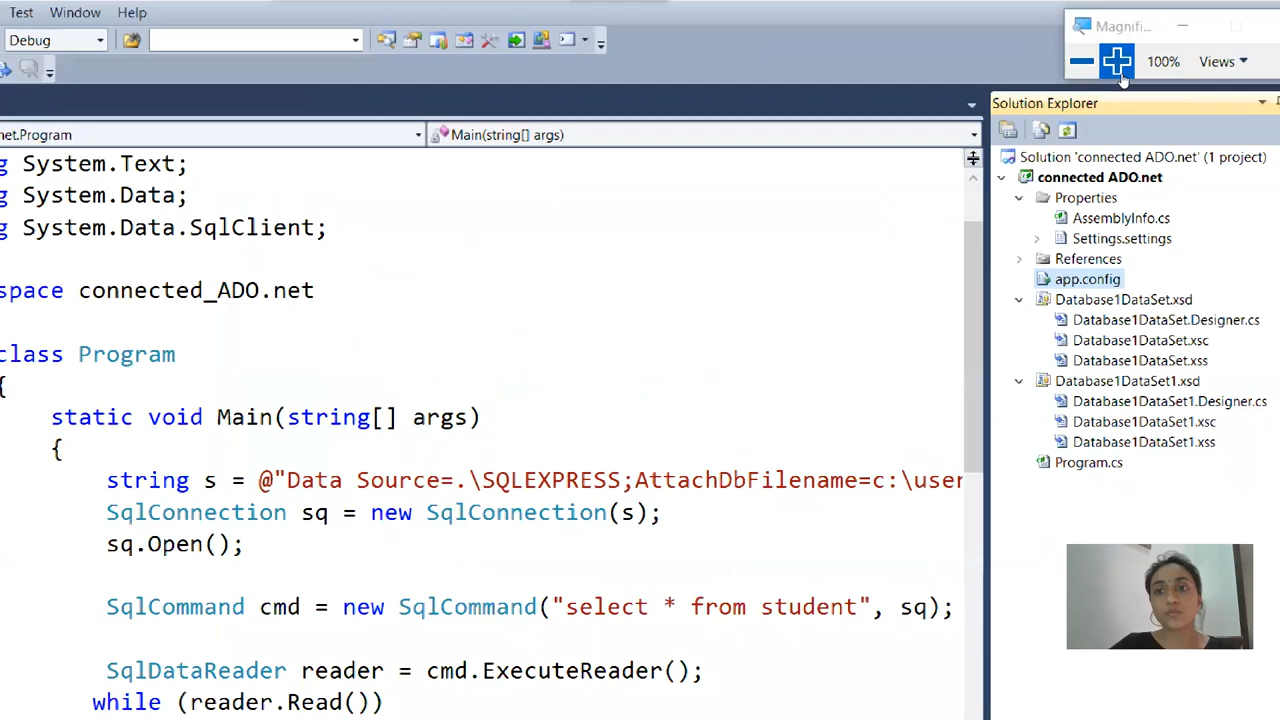 Test Window Help
Magnifi...
Debug
100% Views
Solution Explorer
net.Program
Main(string[] args)
Solution 'connected ADO.net' (1 project)
connected ADO.net
Properties
AssemblyInfo.cs
Settings.settings
References
app.config
Database1DataSet.xsd
Database1DataSet.Designer.cs
Database1DataSet.xsc
Database1DataSet.xss
Database1DataSet1.xsd
Database1DataSet1.Designer.cs
Database1DataSet1.xsc
Database1DataSet1.xss
Program.cs
g System.Text;
g System.Data;
g System.Data.SqlClient;
space connected_ADO.net
class Program
{
static void Main(string[] args)
{
string s = @"Data Source=.\SQLEXPRESS;AttachDbFilename=c:\user
SqlConnection sq = new SqlConnection(s);
sq.Open();
SqlCommand cmd = new SqlCommand("select * from student", sq);
SqlDataReader reader = cmd.ExecuteReader();
while (reader.Read())